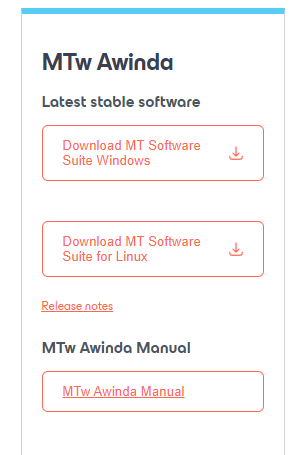 MTw Awinda
Latest stable software
Download MT Software
Suite Windows
Download MT Software
Suite for Linux
Release notes
MTw Awinda Manual
MTw Awinda Manual